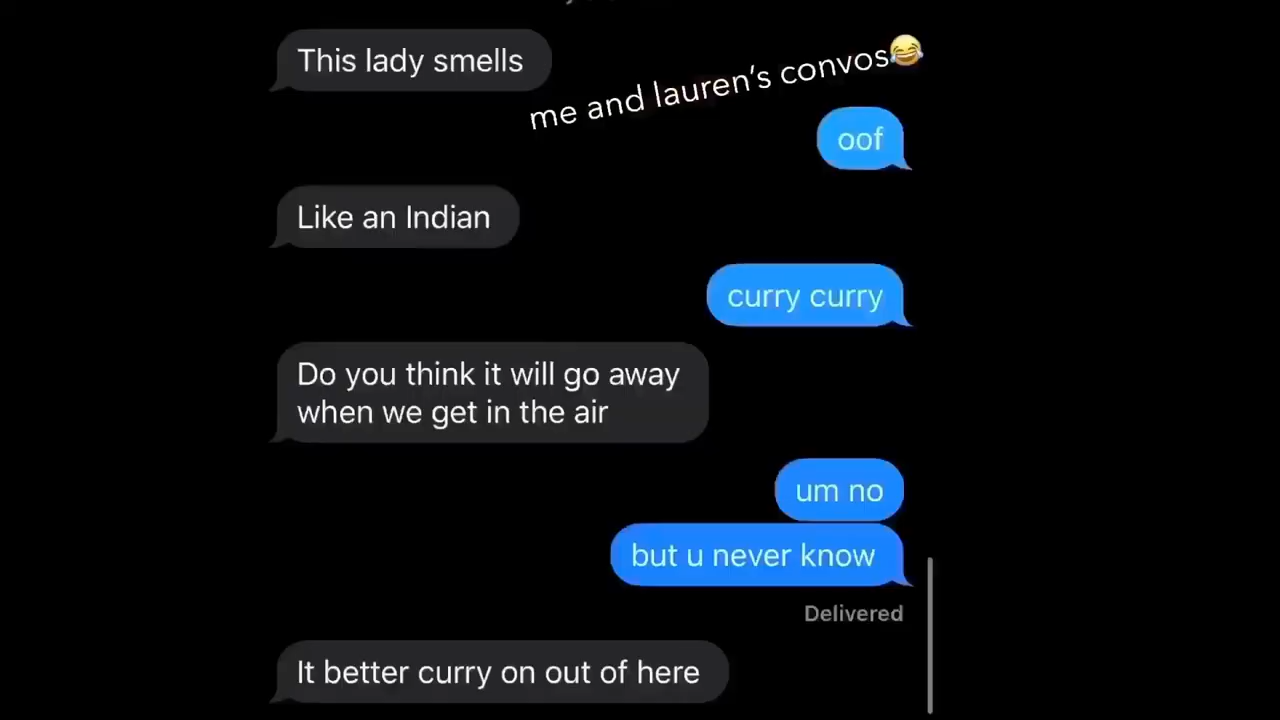 This lady smells
me and lauren's convos😂
oof
Like an Indian
curry curry
Do you think it will go away
when we get in the air
um no
but u never know
Delivered
It better curry on out of here